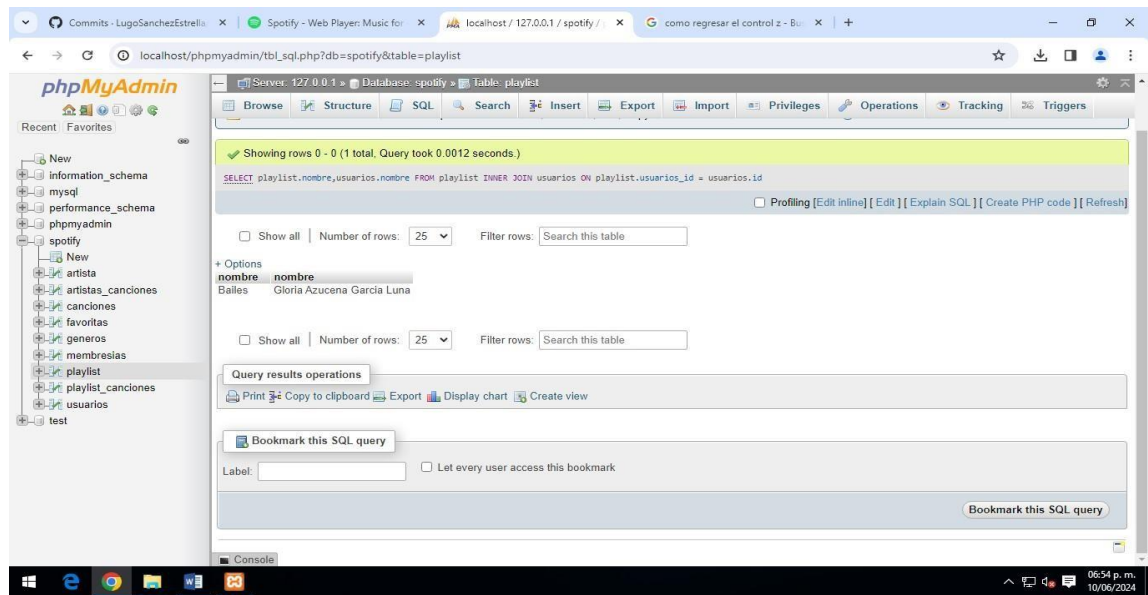 Commits · LugoSanchezEstrella
Spotify - Web Player: Music for
localhost / 127.0.0.1 / spotify /
como regresar el control z - Bu
localhost/phpmyadmin/tbl_sql.php?db=spotify&table=playlist
phpMyAdmin
Recent Favorites
New
information_schema
mysql
performance_schema
phpmyadmin
spotify
New
artista
artistas_canciones
canciones
favoritas
generos
membresias
playlist
playlist_canciones
usuarios
test
Server: 127.0.0.1 » Database: spotify » Table: playlist
Browse Structure SQL Search Insert Export Import Privileges Operations Tracking Triggers
Showing rows 0 - 0 (1 total, Query took 0.0012 seconds.)
SELECT playlist.nombre,usuarios.nombre FROM playlist INNER JOIN usuarios ON playlist.usuarios_id = usuarios.id
Profiling [Edit inline] [ Edit ] [ Explain SQL ] [ Create PHP code ] [ Refresh]
Show all | Number of rows: 25 Filter rows: Search this table
+ Options
nombre nombre
Bailes Gloria Azucena Garcia Luna
Show all | Number of rows: 25 Filter rows: Search this table
Query results operations
Print Copy to clipboard Export Display chart Create view
Bookmark this SQL query
Label: Let every user access this bookmark
Bookmark this SQL query
Console
06:54 p. m.
10/06/2024